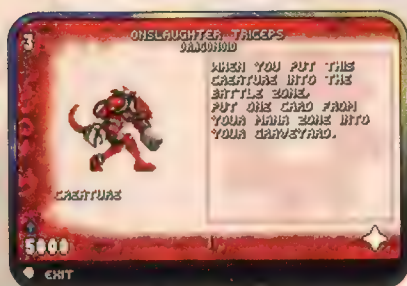 3
ONSLAUGHTER TRICEPS
DRAGONOID
WHEN YOU PUT THIS
CREATURE INTO THE
BATTLE ZONE,
PUT ONE CARD FROM
YOUR MANA ZONE INTO
YOUR GRAVEYARD.
CREATURE
5000
1
EXIT